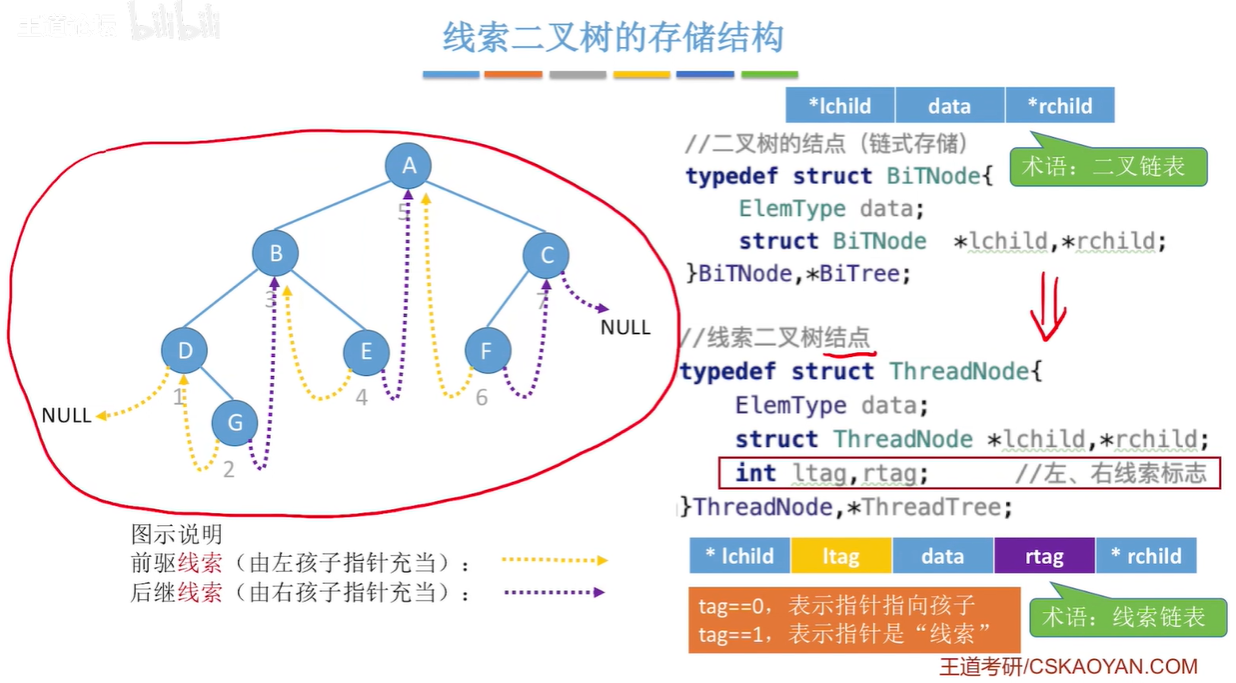 王道论坛 bilibili
线索二叉树的存储结构
*lchild data *rchild
//二叉树的结点（链式存储）
术语：二叉链表
typedef struct BiTNode{
ElemType data;
struct BiTNode *lchild,*rchild;
}BiTNode,*BiTree;
A
5
B
3
C
7
NULL
D
1
E
4
F
6
NULL
G
2
//线索二叉树结点
typedef struct ThreadNode{
ElemType data;
struct ThreadNode *lchild,*rchild;
int ltag,rtag; //左、右线索标志
}ThreadNode,*ThreadTree;
图示说明
前驱线索（由左孩子指针充当）：
后继线索（由右孩子指针充当）：
* lchild ltag data rtag * rchild
tag==0，表示指针指向孩子
tag==1，表示指针是“线索”
术语：线索链表
王道考研/CSKAOYAN.COM